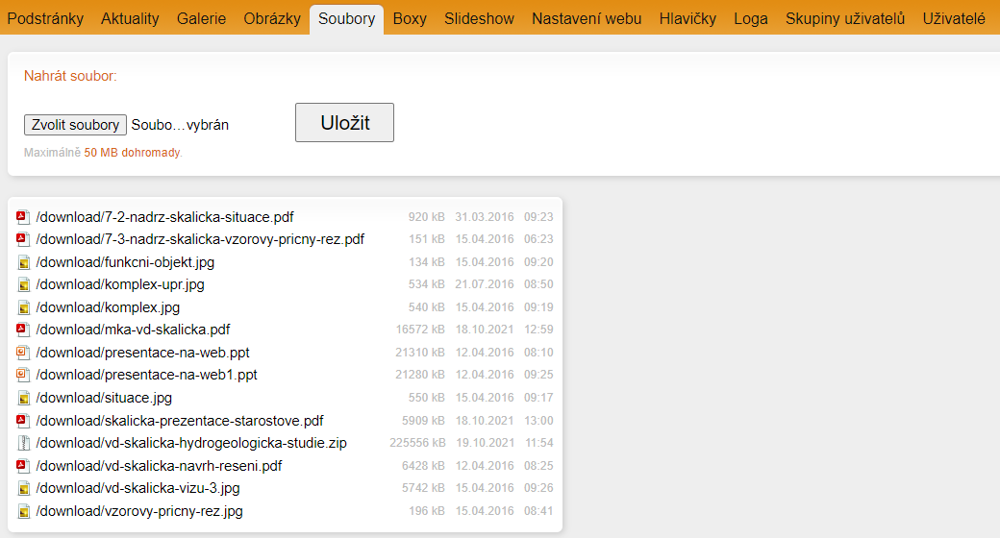 Podstránky Aktuality Galerie Obrázky Soubory Boxy Slideshow Nastavení webu Hlavičky Loga Skupiny uživatelů Uživatelé
Nahrát soubor:
Zvolit soubory Soubo…vybrán Uložit
Maximálně 50 MB dohromady.
/download/7-2-nadrz-skalicka-situace.pdf 920 kB 31.03.2016 09:23
/download/7-3-nadrz-skalicka-vzorovy-pricny-rez.pdf 151 kB 15.04.2016 06:23
/download/funkcni-objekt.jpg 134 kB 15.04.2016 09:20
/download/komplex-upr.jpg 534 kB 21.07.2016 08:50
/download/komplex.jpg 540 kB 15.04.2016 09:19
/download/mka-vd-skalicka.pdf 16572 kB 18.10.2021 12:59
/download/presentace-na-web.ppt 21310 kB 12.04.2016 08:10
/download/presentace-na-web1.ppt 21280 kB 12.04.2016 09:25
/download/situace.jpg 550 kB 15.04.2016 09:17
/download/skalicka-prezentace-starostove.pdf 5909 kB 18.10.2021 13:00
/download/vd-skalicka-hydrogeologicka-studie.zip 225556 kB 19.10.2021 11:54
/download/vd-skalicka-navrh-reseni.pdf 6428 kB 12.04.2016 08:25
/download/vd-skalicka-vizu-3.jpg 5742 kB 15.04.2016 09:26
/download/vzorovy-pricny-rez.jpg 196 kB 15.04.2016 08:41